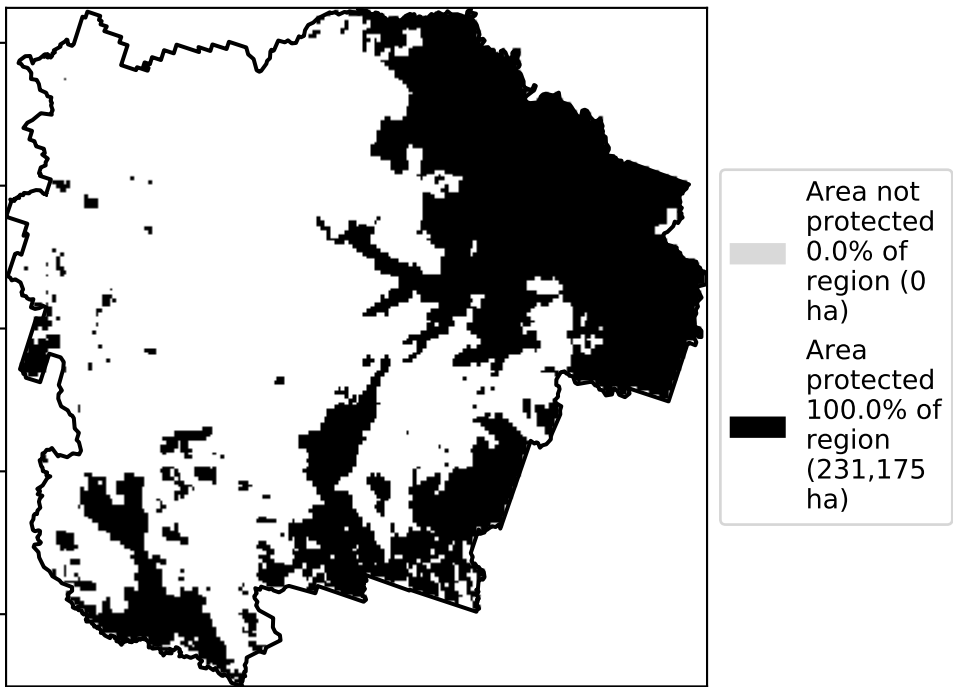 Area not
protected
0.0% of
region (0
ha)
Area
protected
100.0% of
region
(231,175
ha)